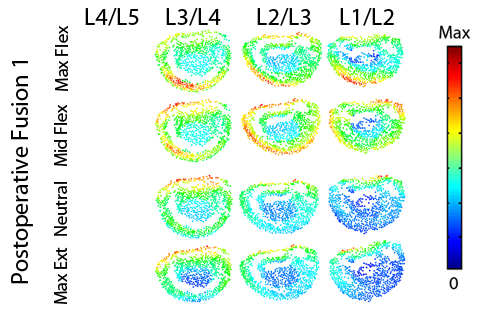 L4/L5 L3/L4 L2/L3 L1/L2
Max
Postoperative Fusion 1
Max Flex
Mid Flex
Neutral
Max Ext
0